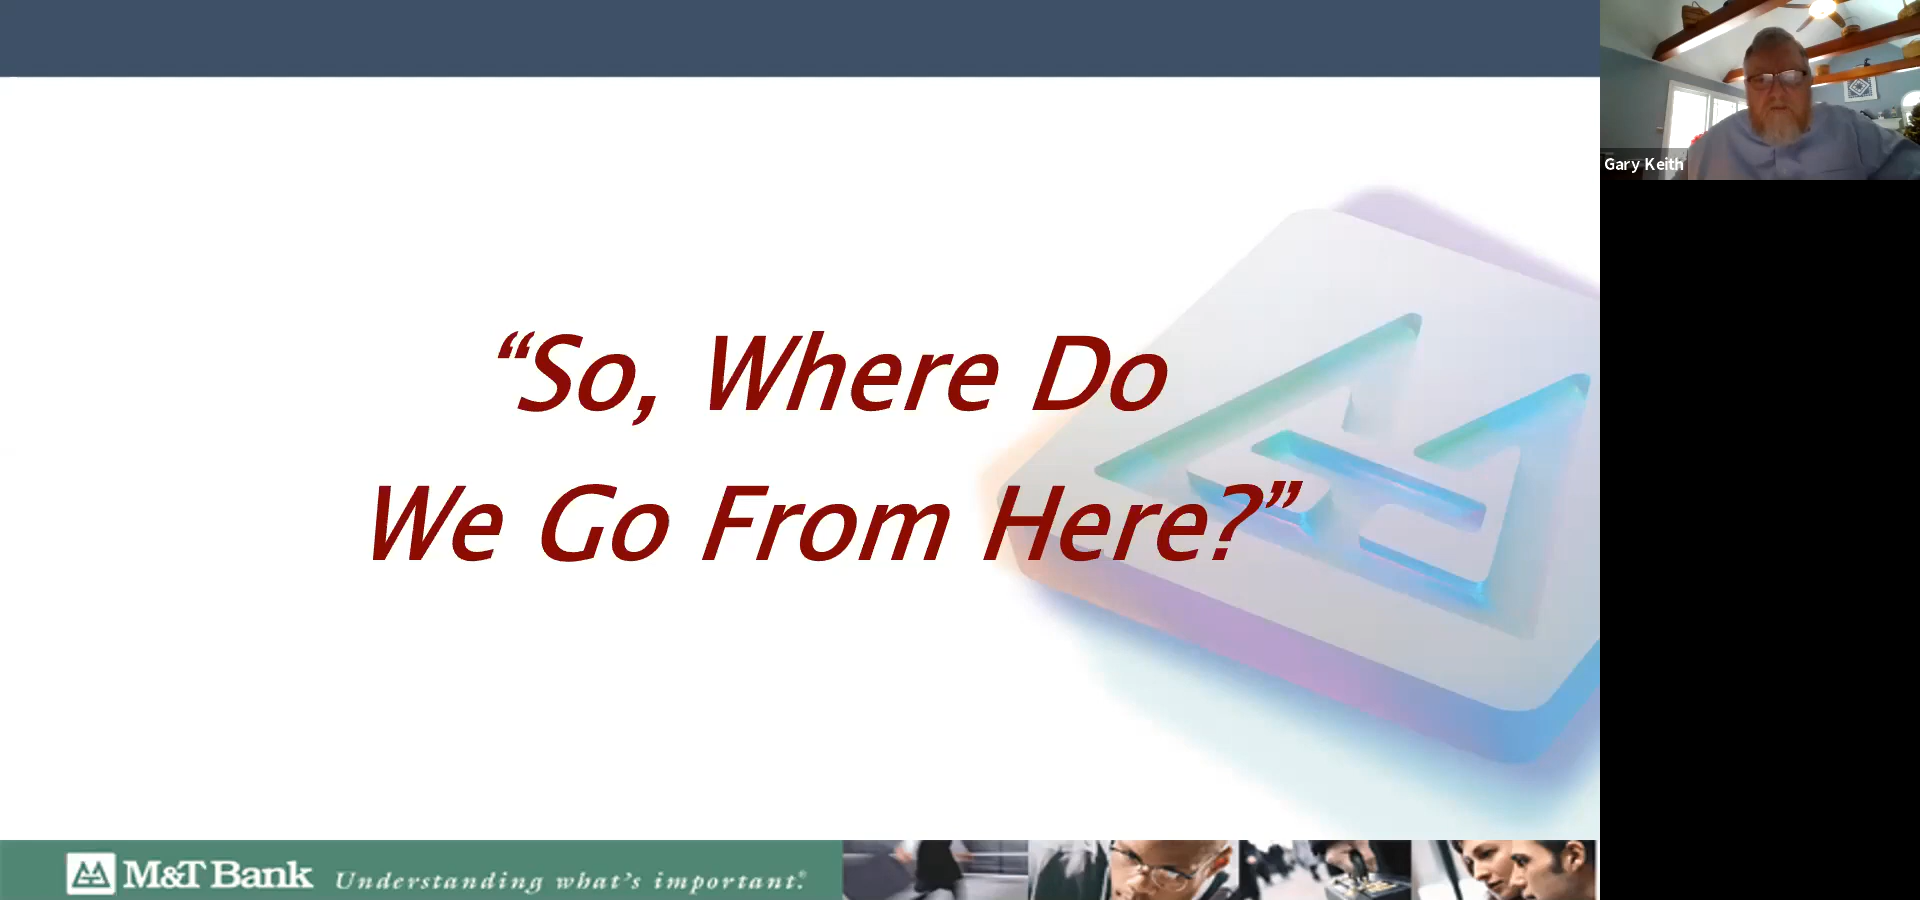 Gary Keith
“So, Where Do
We Go From Here?”
M&T Bank Understanding what's important.®